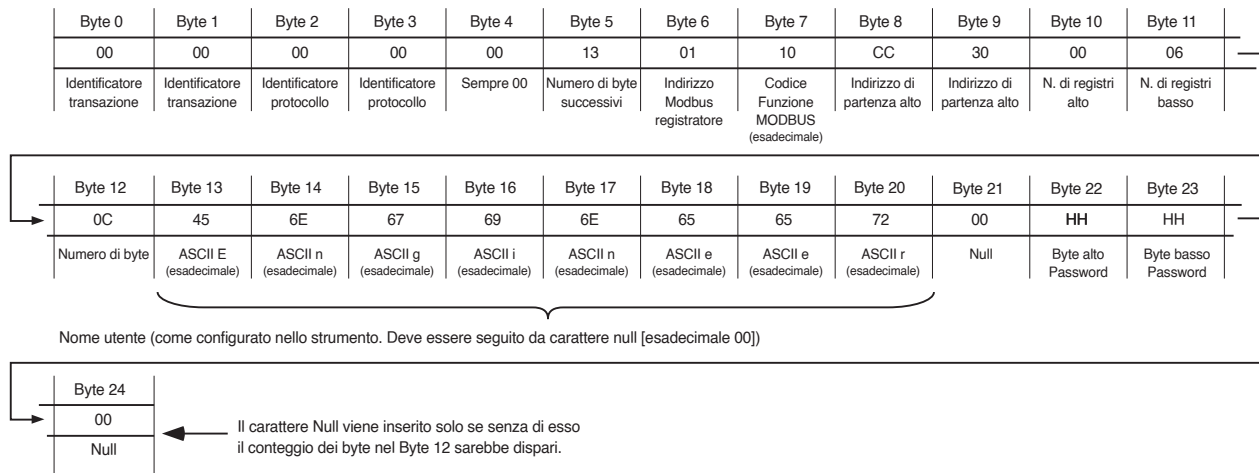 Byte 0 Byte 1 Byte 2 Byte 3 Byte 4 Byte 5 Byte 6 Byte 7 Byte 8 Byte 9 Byte 10 Byte 11
00 00 00 00 00 13 01 10 CC 30 00 06
Identificatore transazione Identificatore transazione Identificatore protocollo Identificatore protocollo Sempre 00 Numero di byte successivi Indirizzo Modbus registratore Codice Funzione MODBUS (esadecimale) Indirizzo di partenza alto Indirizzo di partenza alto N. di registri alto N. di registri basso
Byte 12 Byte 13 Byte 14 Byte 15 Byte 16 Byte 17 Byte 18 Byte 19 Byte 20 Byte 21 Byte 22 Byte 23
0C 45 6E 67 69 6E 65 65 72 00 HH HH
Numero di byte ASCII E (esadecimale) ASCII n (esadecimale) ASCII g (esadecimale) ASCII i (esadecimale) ASCII n (esadecimale) ASCII e (esadecimale) ASCII e (esadecimale) ASCII r (esadecimale) Null Byte alto Password Byte basso Password
Nome utente (come configurato nello strumento. Deve essere seguito da carattere null [esadecimale 00])
Byte 24
00
Null
Il carattere Null viene inserito solo se senza di esso
il conteggio dei byte nel Byte 12 sarebbe dispari.